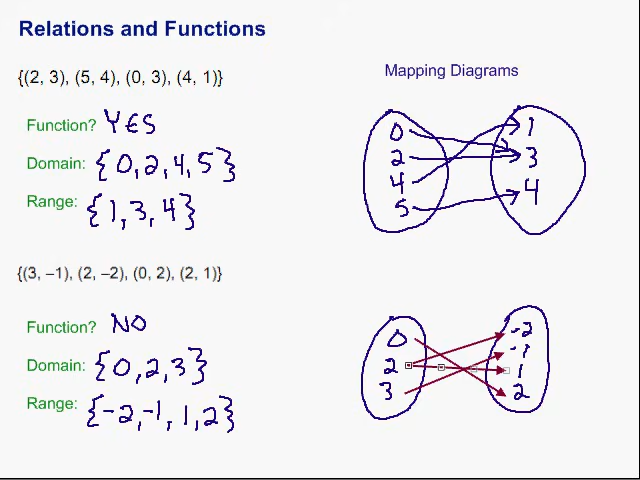 Relations and Functions
{(2, 3), (5, 4), (0, 3), (4, 1)}
Function? YES
Domain: {0, 2, 4, 5}
Range: {1, 3, 4}
Mapping Diagrams
0 1
2 3
4 4
5
{(3, –1), (2, –2), (0, 2), (2, 1)}
Function? NO
Domain: {0, 2, 3}
Range: {-2, -1, 1, 2}
0 -2
-1
2 1
3 2